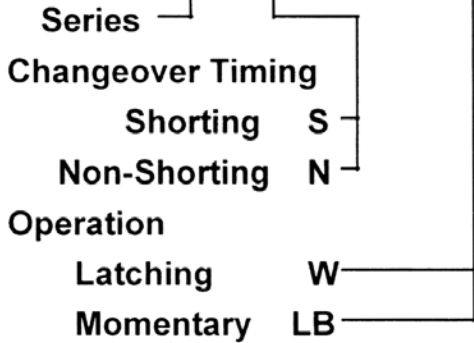 Series
Changeover Timing
Shorting S
Non-Shorting N
Operation
Latching W
Momentary LB